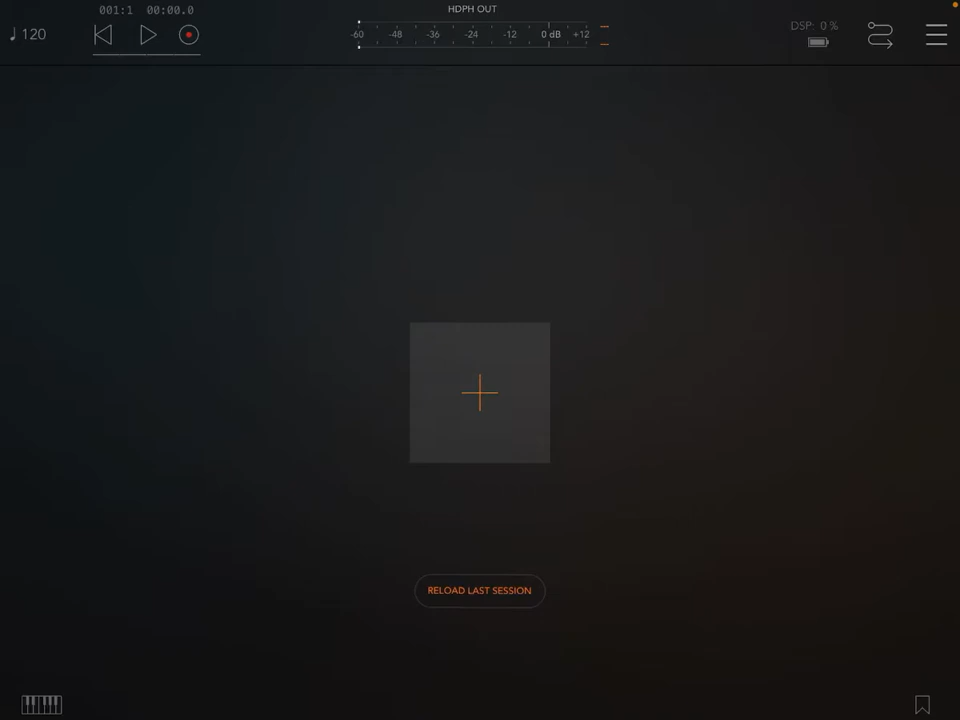 001:1 00:00.0
HDPH OUT
♩ 120
-60 -48 -36 -24 -12 0 dB +12
DSP: 0 %
RELOAD LAST SESSION